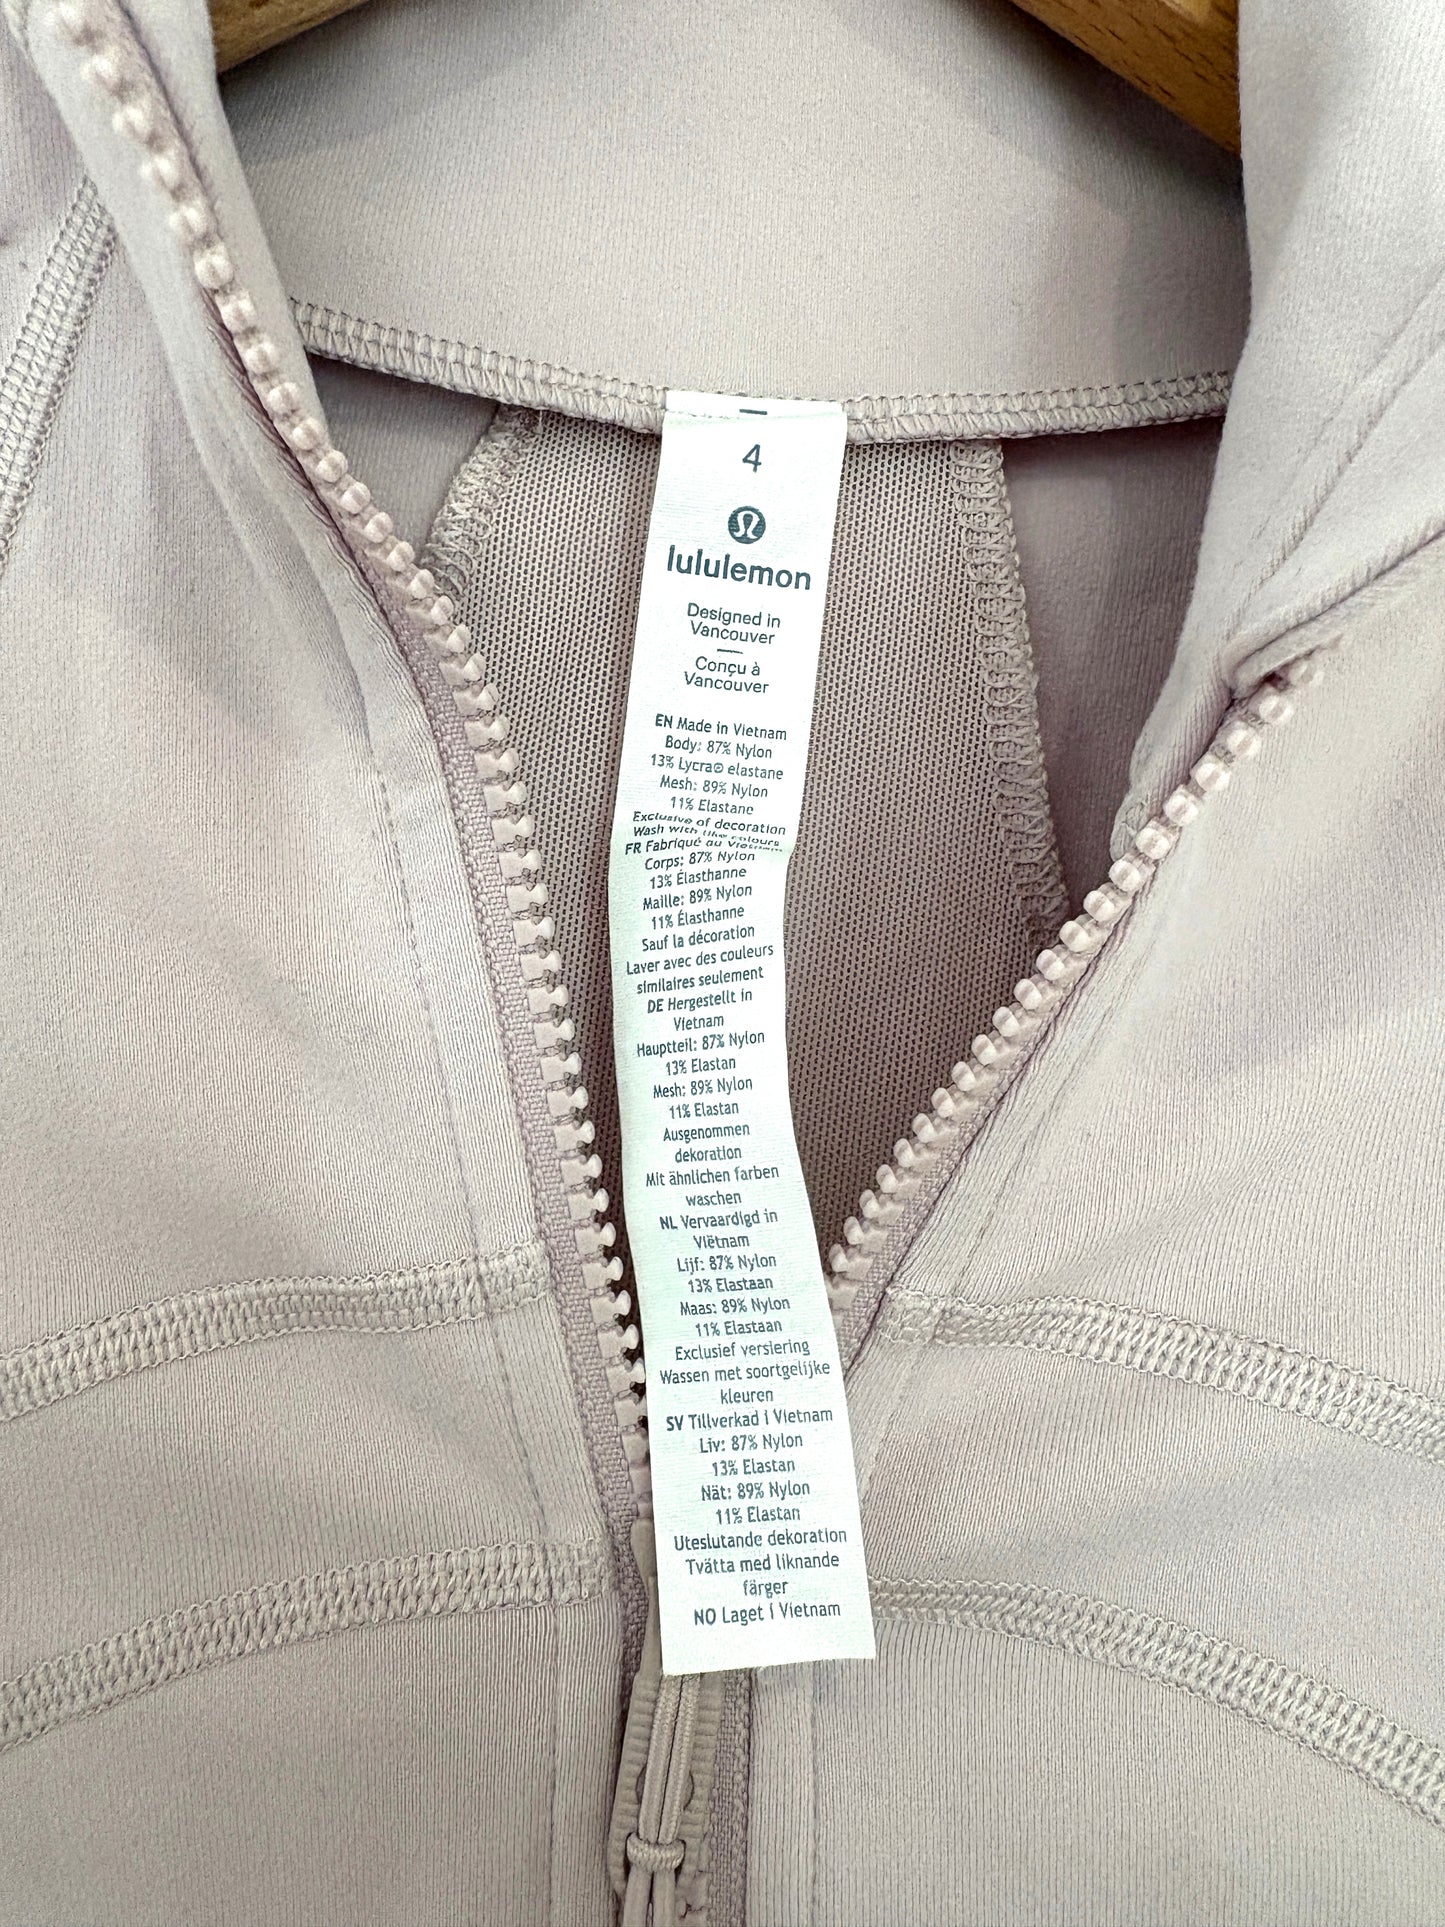 4
lululemon
Designed in
Vancouver
Conçu à
Vancouver
EN Made in Vietnam
Body: 87% Nylon
13% Lycra® elastane
Mesh: 89% Nylon
11% Elastane
Exclusive of decoration
Wash with like colours
FR Fabriqué au Vietnam
Corps: 87% Nylon
13% Élasthanne
Maille: 89% Nylon
11% Élasthanne
Sauf la décoration
Laver avec des couleurs
similaires seulement
DE Hergestellt in
Vietnam
Hauptteil: 87% Nylon
13% Elastan
Mesh: 89% Nylon
11% Elastan
Ausgenommen
dekoration
Mit ähnlichen farben
waschen
NL Vervaardigd in
Viëtnam
Lijf: 87% Nylon
13% Elastaan
Maas: 89% Nylon
11% Elastaan
Exclusief versiering
Wassen met soortgelijke
kleuren
SV Tillverkad i Vietnam
Liv: 87% Nylon
13% Elastan
Nät: 89% Nylon
11% Elastan
Uteslutande dekoration
Tvätta med liknande
färger
NO Laget i Vietnam